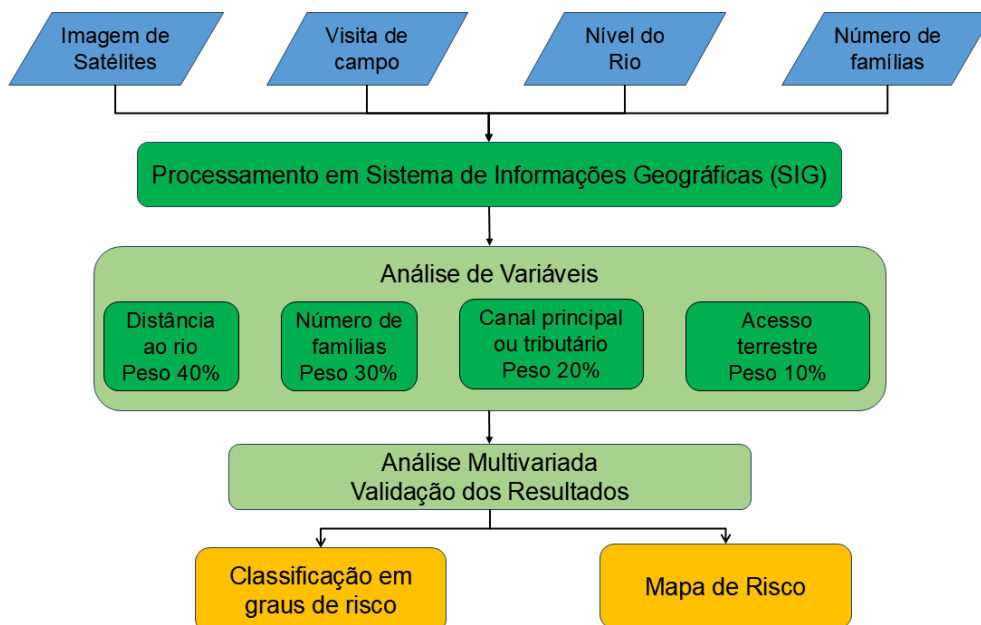 Imagem de
Satélites
Visita de
campo
Nível do
Rio
Número de
famílias
Processamento em Sistema de Informações Geográficas (SIG)
Análise de Variáveis
Distância
ao rio
Peso 40%
Número de
famílias
Peso 30%
Canal principal
ou tributário
Peso 20%
Acesso
terrestre
Peso 10%
Análise Multivariada
Validação dos Resultados
Classificação em
graus de risco
Mapa de Risco